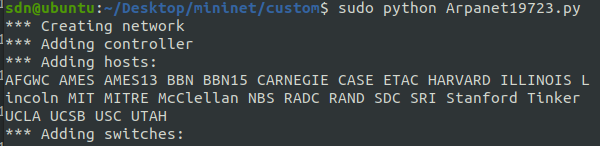 sdn@ubuntu:~/Desktop/mininet/custom$ sudo python Arpanet19723.py
*** Creating network
*** Adding controller
*** Adding hosts:
AFGWC AMES AMES13 BBN BBN15 CARNEGIE CASE ETAC HARVARD ILLINOIS L
incoln MIT MITRE McClellan NBS RADC RAND SDC SRI Stanford Tinker
UCLA UCSB USC UTAH
*** Adding switches: